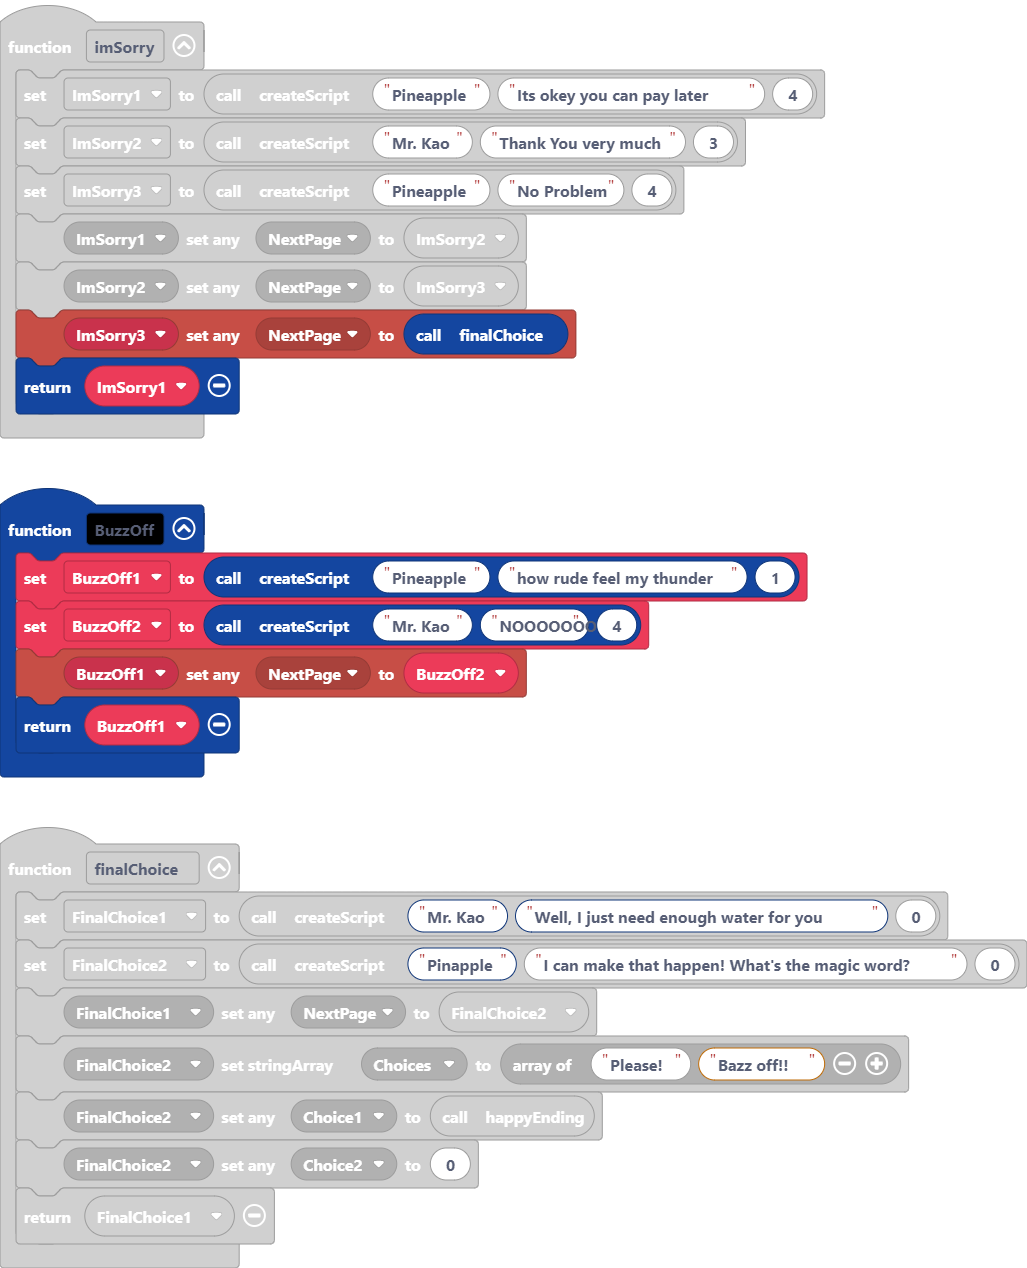 function imSorry
set ImSorry1 to call createScript "Pineapple" "Its okey you can pay later" 4
set ImSorry2 to call createScript "Mr. Kao" "Thank You very much" 3
set ImSorry3 to call createScript "Pineapple" "No Problem" 4
ImSorry1 set any NextPage to ImSorry2
ImSorry2 set any NextPage to ImSorry3
ImSorry3 set any NextPage to call finalChoice
return ImSorry1
function BuzzOff
set BuzzOff1 to call createScript "Pineapple" "how rude feel my thunder" 1
set BuzzOff2 to call createScript "Mr. Kao" "NOOOOOOO" 4
BuzzOff1 set any NextPage to BuzzOff2
return BuzzOff1
function finalChoice
set FinalChoice1 to call createScript "Mr. Kao" "Well, I just need enough water for you" 0
set FinalChoice2 to call createScript "Pinapple" "I can make that happen! What's the magic word?" 0
FinalChoice1 set any NextPage to FinalChoice2
FinalChoice2 set stringArray Choices to array of "Please!" "Bazz off!!"
FinalChoice2 set any Choice1 to call happyEnding
FinalChoice2 set any Choice2 to 0
return FinalChoice1